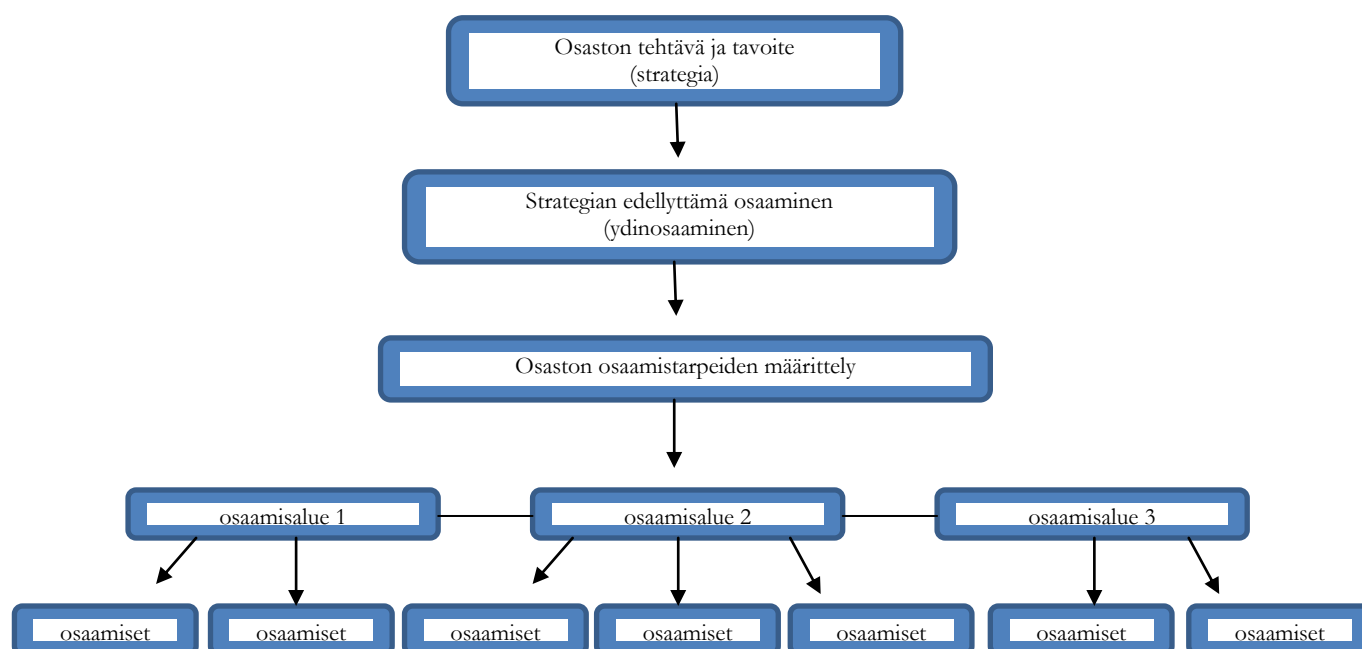 Osaston tehtävä ja tavoite
(strategia)
Strategian edellyttämä osaaminen
(ydinosaaminen)
Osaston osaamistarpeiden määrittely
osaamisalue 1
osaamisalue 2
osaamisalue 3
osaamiset
osaamiset
osaamiset
osaamiset
osaamiset
osaamiset
osaamiset